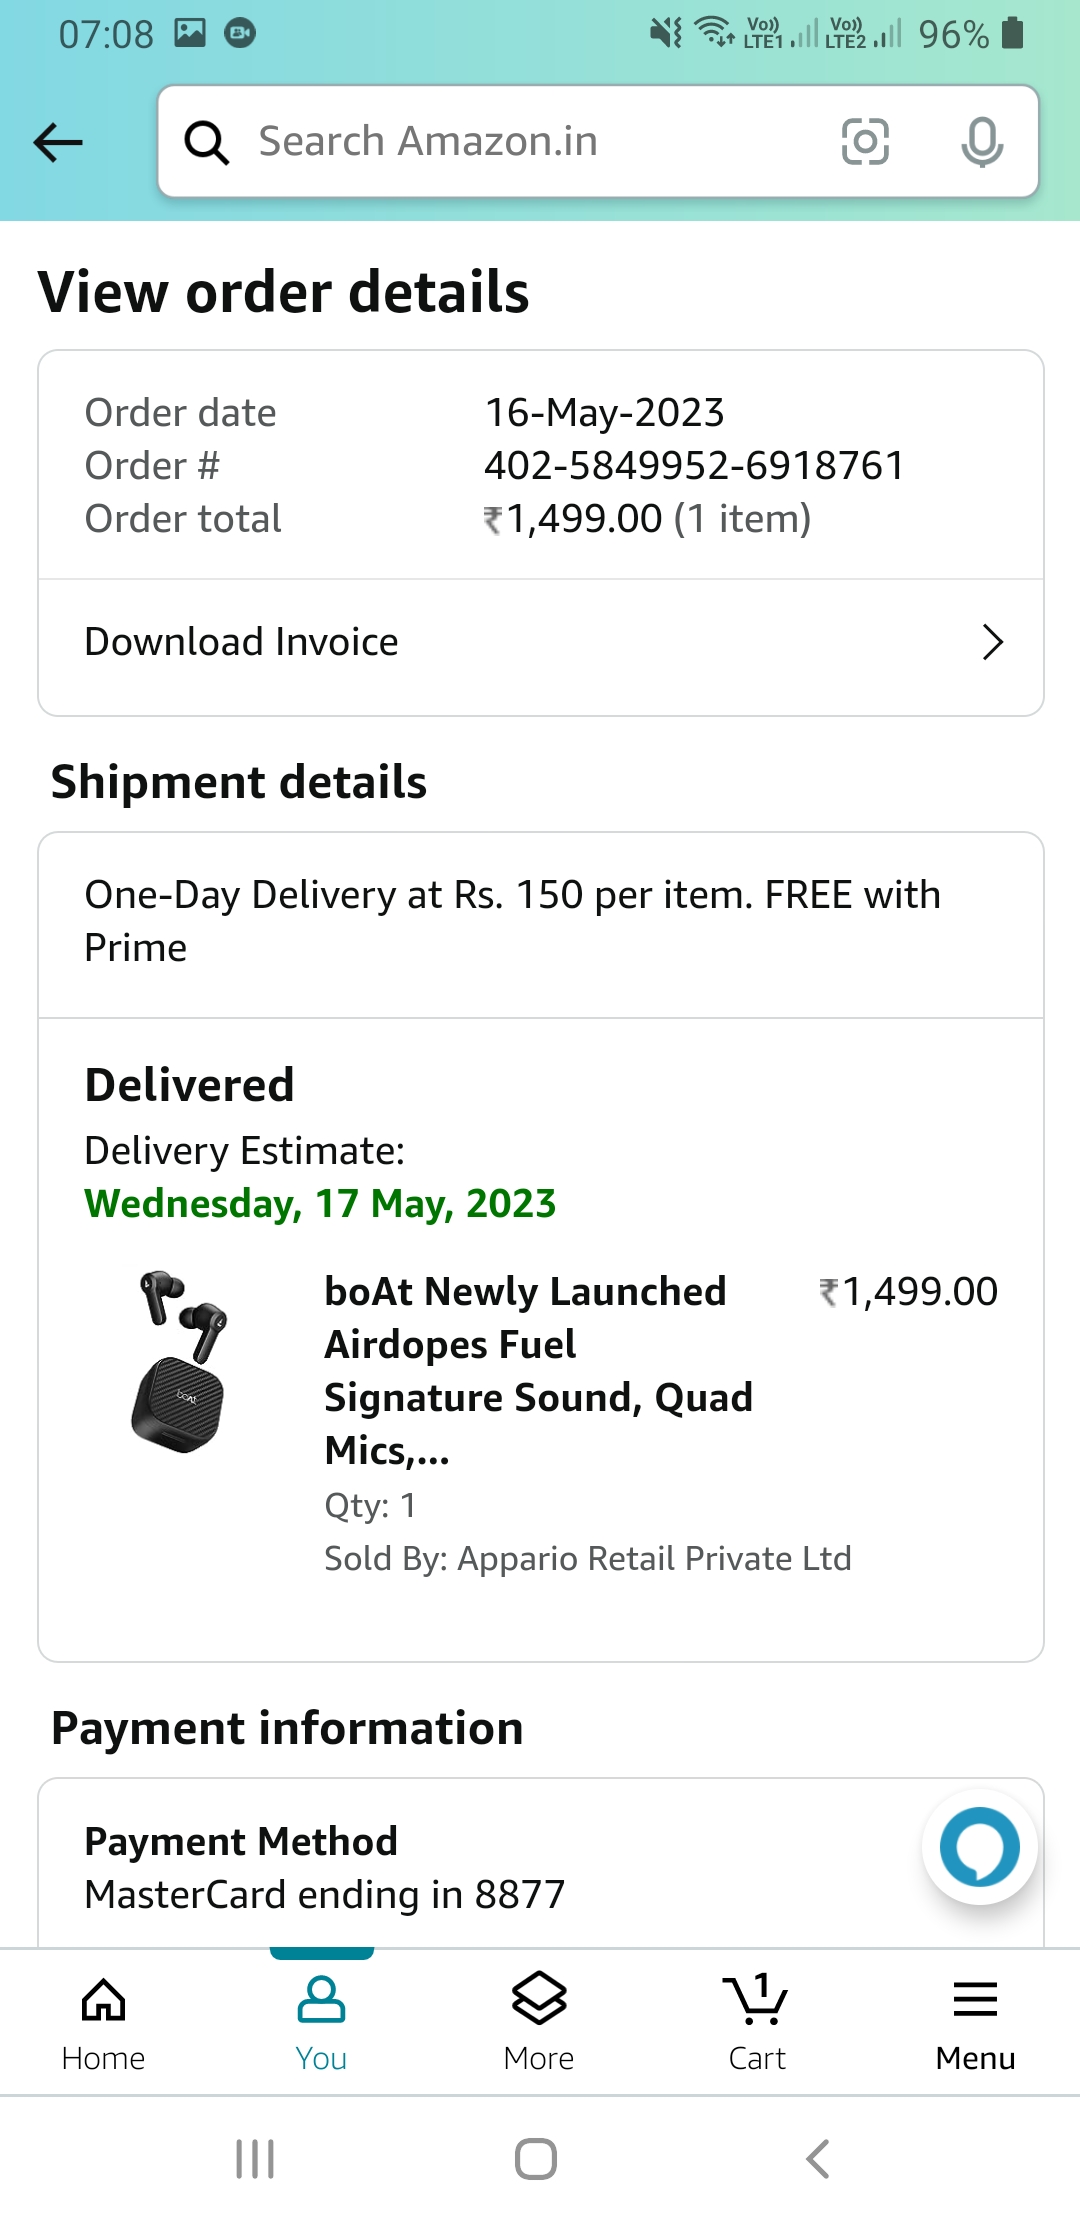 07:08
Vo)) LTE1 Vo)) LTE2 96%
Search Amazon.in
View order details
Order date 16-May-2023
Order # 402-5849952-6918761
Order total ₹1,499.00 (1 item)
Download Invoice
Shipment details
One-Day Delivery at Rs. 150 per item. FREE with
Prime
Delivered
Delivery Estimate:
Wednesday, 17 May, 2023
boAt Newly Launched ₹1,499.00
Airdopes Fuel
Signature Sound, Quad
Mics,...
boAt
Qty: 1
Sold By: Appario Retail Private Ltd
Payment information
Payment Method
MasterCard ending in 8877
1
Home You More Cart Menu